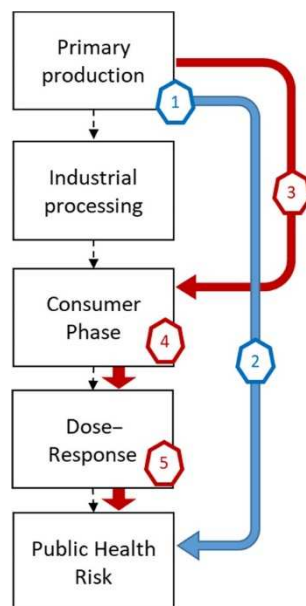 Primary
production
1
Industrial
processing
3
Consumer
Phase
4
2
Dose–
Response
5
Public Health
Risk